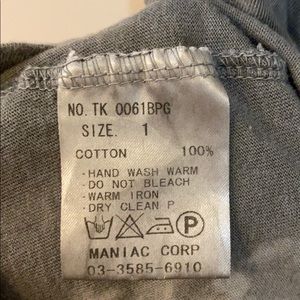 NO. TK 0061BPG
SIZE. 1
COTTON 100%
·HAND WASH WARM
·DO NOT BLEACH
·WARM IRON
·DRY CLEAN P
MANIAC CORP
03-3585-6910